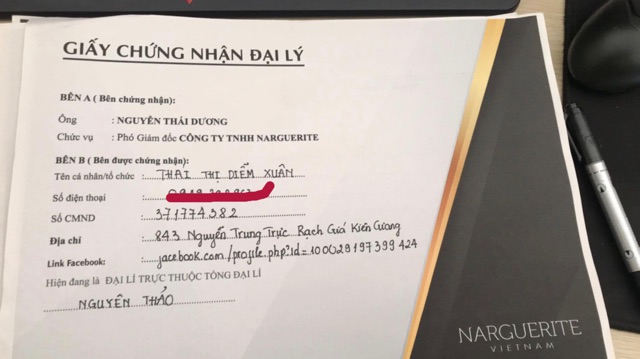 GIẤY CHỨNG NHẬN ĐẠI LÝ
BÊN A ( Bên chứng nhận):
Ông : NGUYỄN THÁI DƯƠNG
Chức vụ : Phó Giám đốc CÔNG TY TNHH NARGUERITE
BÊN B ( Bên được chứng nhận):
Tên cá nhân/tổ chức : THÁI THỊ DIỄM XUÂN
Số điện thoại
Số CMND : 371774382
Địa chỉ : 843 Nguyễn Trung Trực Rạch Giá Kiên Giang
Link Facebook: facebook.com/profile.php?id=100029197399424
Hiện đang là ĐẠI LÍ TRỰC THUỘC TỔNG ĐẠI LÍ
NGUYÊN THẢO
NARGUERITE
VIETNAM